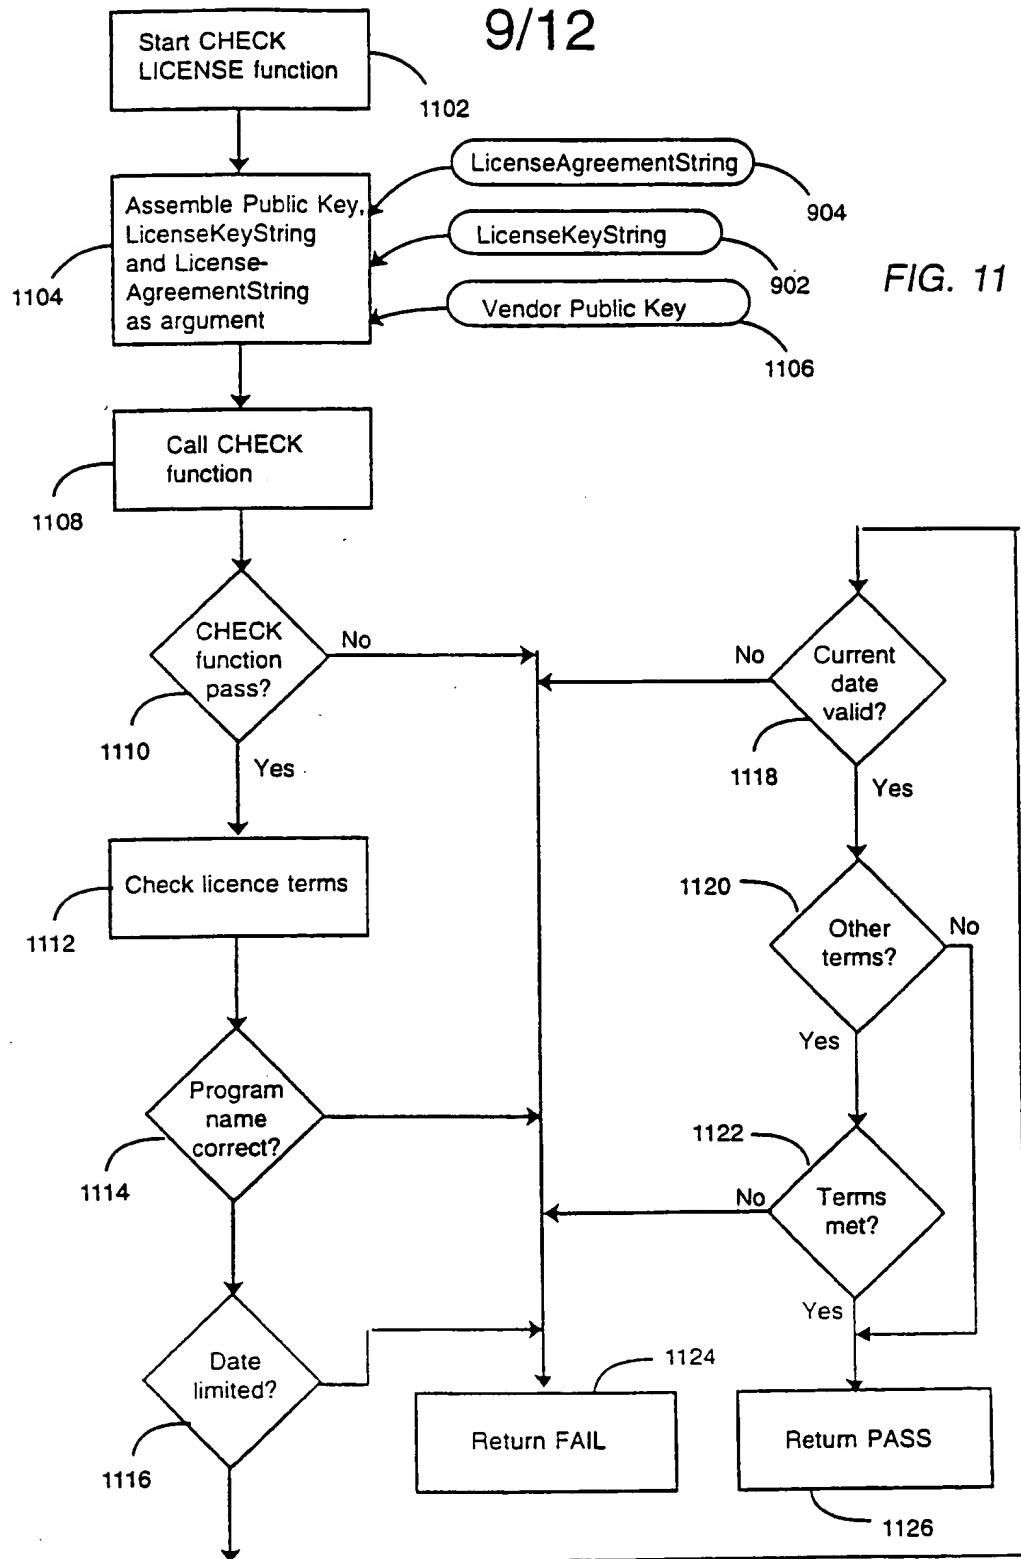 9/12
Start CHECK
LICENSE function
1102
LicenseAgreementString
904
Assemble Public Key,
LicenseKeyString
and License-
AgreementString
as argument
1104
LicenseKeyString
902
FIG. 11
Vendor Public Key
1106
Call CHECK
function
1108
CHECK
function
pass?
No
1110
Yes
No
Current
date
valid?
1118
Yes
Check licence terms
1112
1120
Other
terms?
No
Yes
Program
name
correct?
1114
1122
No
Terms
met?
Yes
Date
limited?
1116
1124
Return FAIL
Return PASS
1126